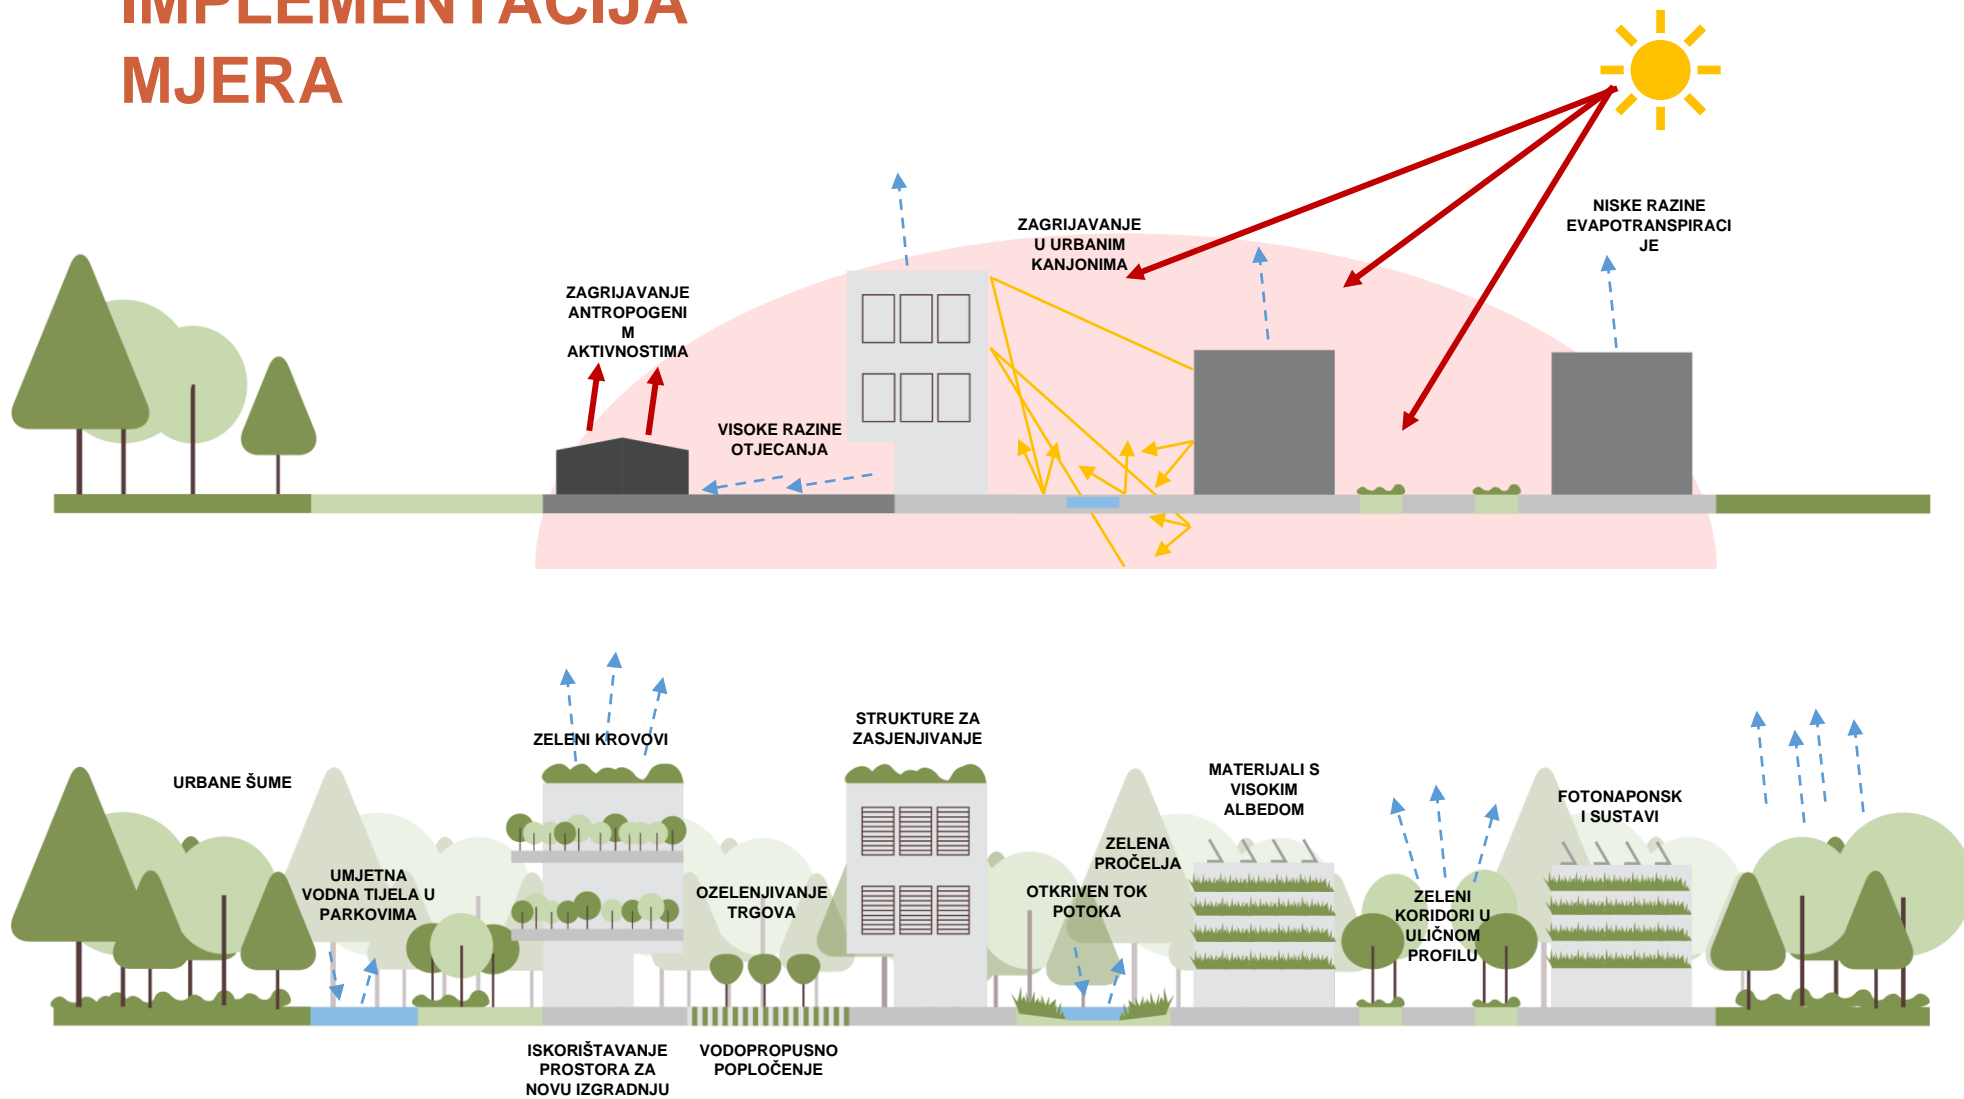 IMPLEMENTACIJA
MJERA
ZAGRIJAVANJE
U URBANIM
KANJONIMA
NISKE RAZINE
EVAPOTRANSPIRACI
JE
ZAGRIJAVANJE
ANTROPOGENI
M
AKTIVNOSTIMA
VISOKE RAZINE
OTJECANJA
ZELENI KROVOVI
STRUKTURE ZA
ZASJENJIVANJE
URBANE ŠUME
MATERIJALI S
VISOKIM
ALBEDOM
FOTONAPONSK
I SUSTAVI
ZELENA
PROČELJA
UMJETNA
VODNA TIJELA U
PARKOVIMA
OZELENJIVANJE
TRGOVA
OTKRIVEN TOK
POTOKA
ZELENI
KORIDORI U
ULIČNOM
PROFILU
ISKORIŠTAVANJE
PROSTORA ZA
NOVU IZGRADNJU
VODOPROPUSNO
POPLOČENJE